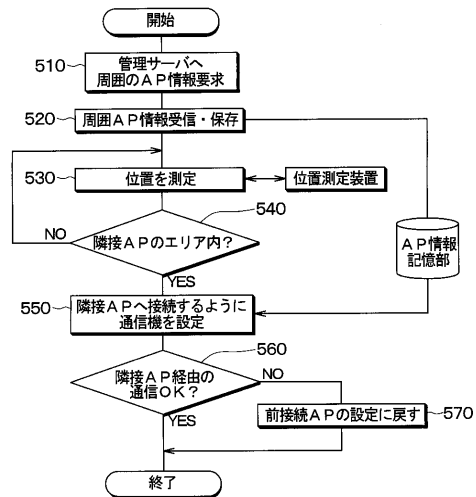 開始
510
管理サーバへ
周囲のＡＰ情報要求
520
周囲ＡＰ情報受信・保存
530
位置を測定
位置測定装置
540
隣接ＡＰのエリア内？
NO
YES
ＡＰ情報
記憶部
550
隣接ＡＰへ接続するように
通信機を設定
560
隣接ＡＰ経由の
通信ＯＫ？
NO
YES
前接続ＡＰの設定に戻す
570
終了